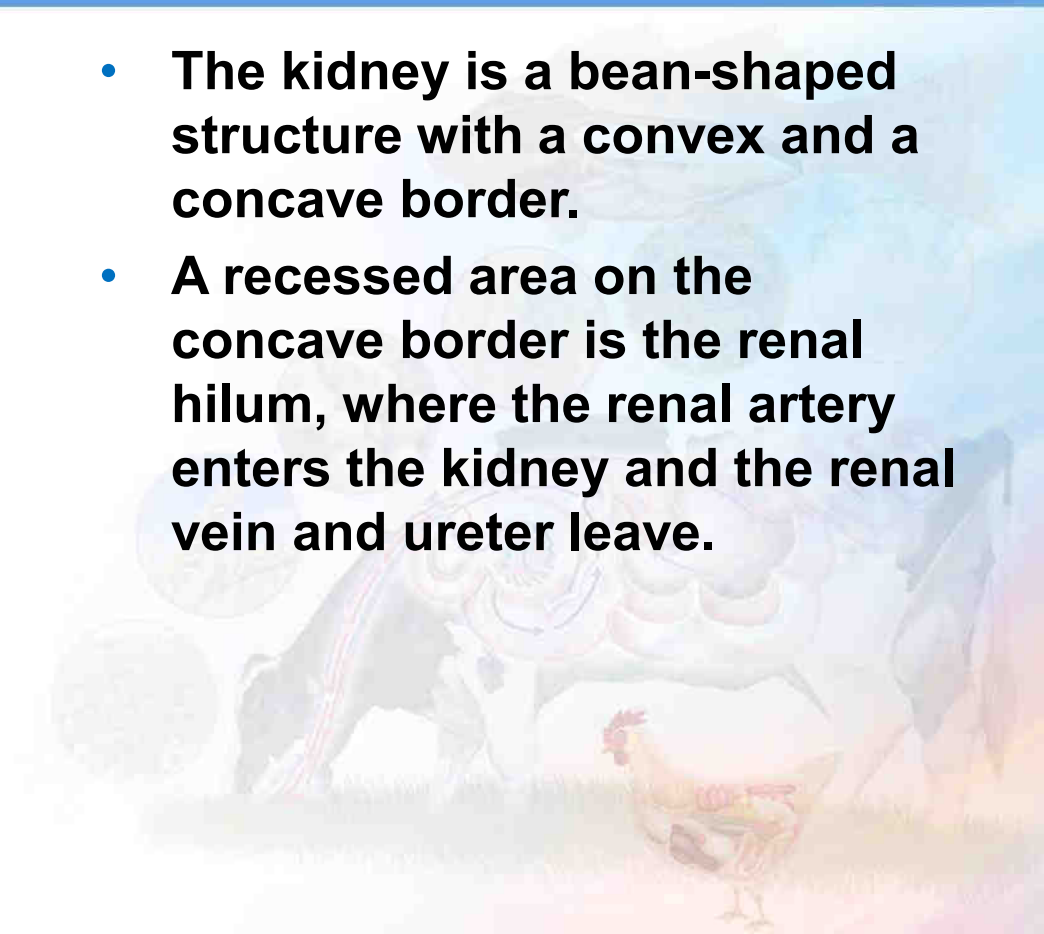 • The kidney is a bean-shaped
structure with a convex and a
concave border.
• A recessed area on the
concave border is the renal
hilum, where the renal artery
enters the kidney and the renal
vein and ureter leave.